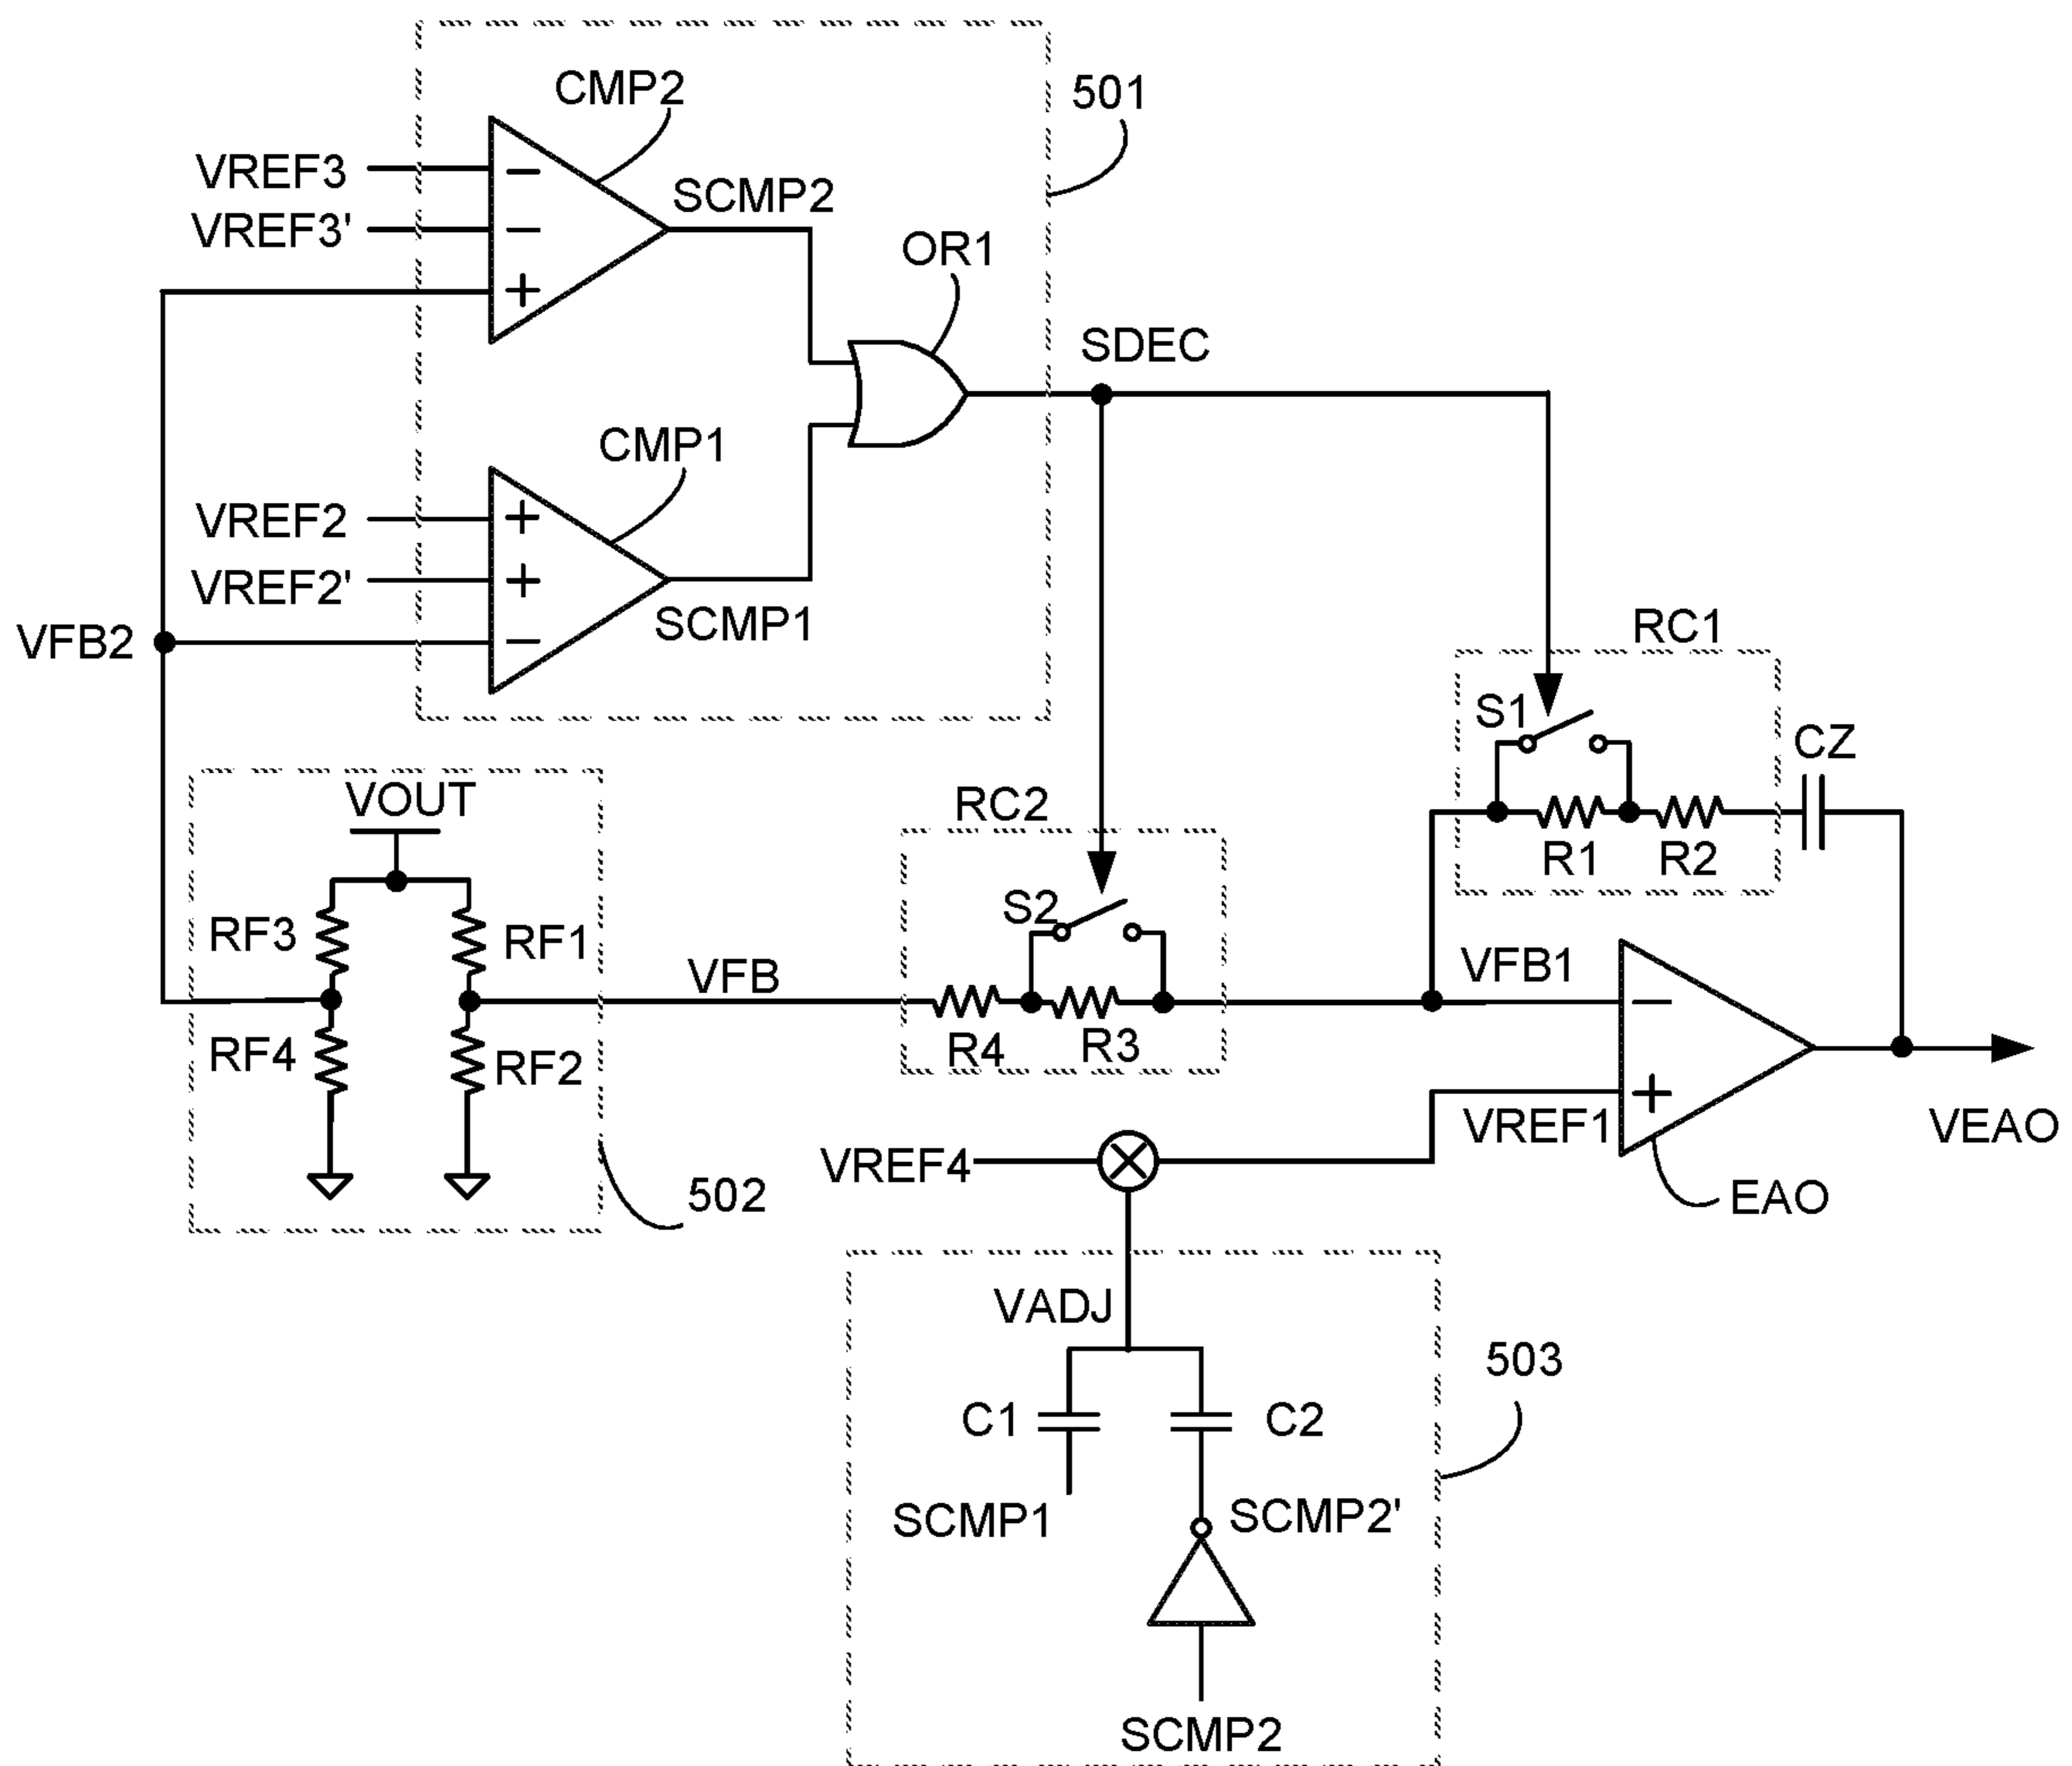 CMP2
501
VREF3
SCMP2
VREF3'
OR1
SDEC
CMP1
VREF2
VREF2'
SCMP1
VFB2
RC1
S1
CZ
VOUT
RC2
R1
R2
S2
RF3
RF1
VFB
VFB1
R4
R3
RF4
RF2
VREF1
VEAO
VREF4
502
EAO
VADJ
503
C1
C2
SCMP1
SCMP2'
SCMP2